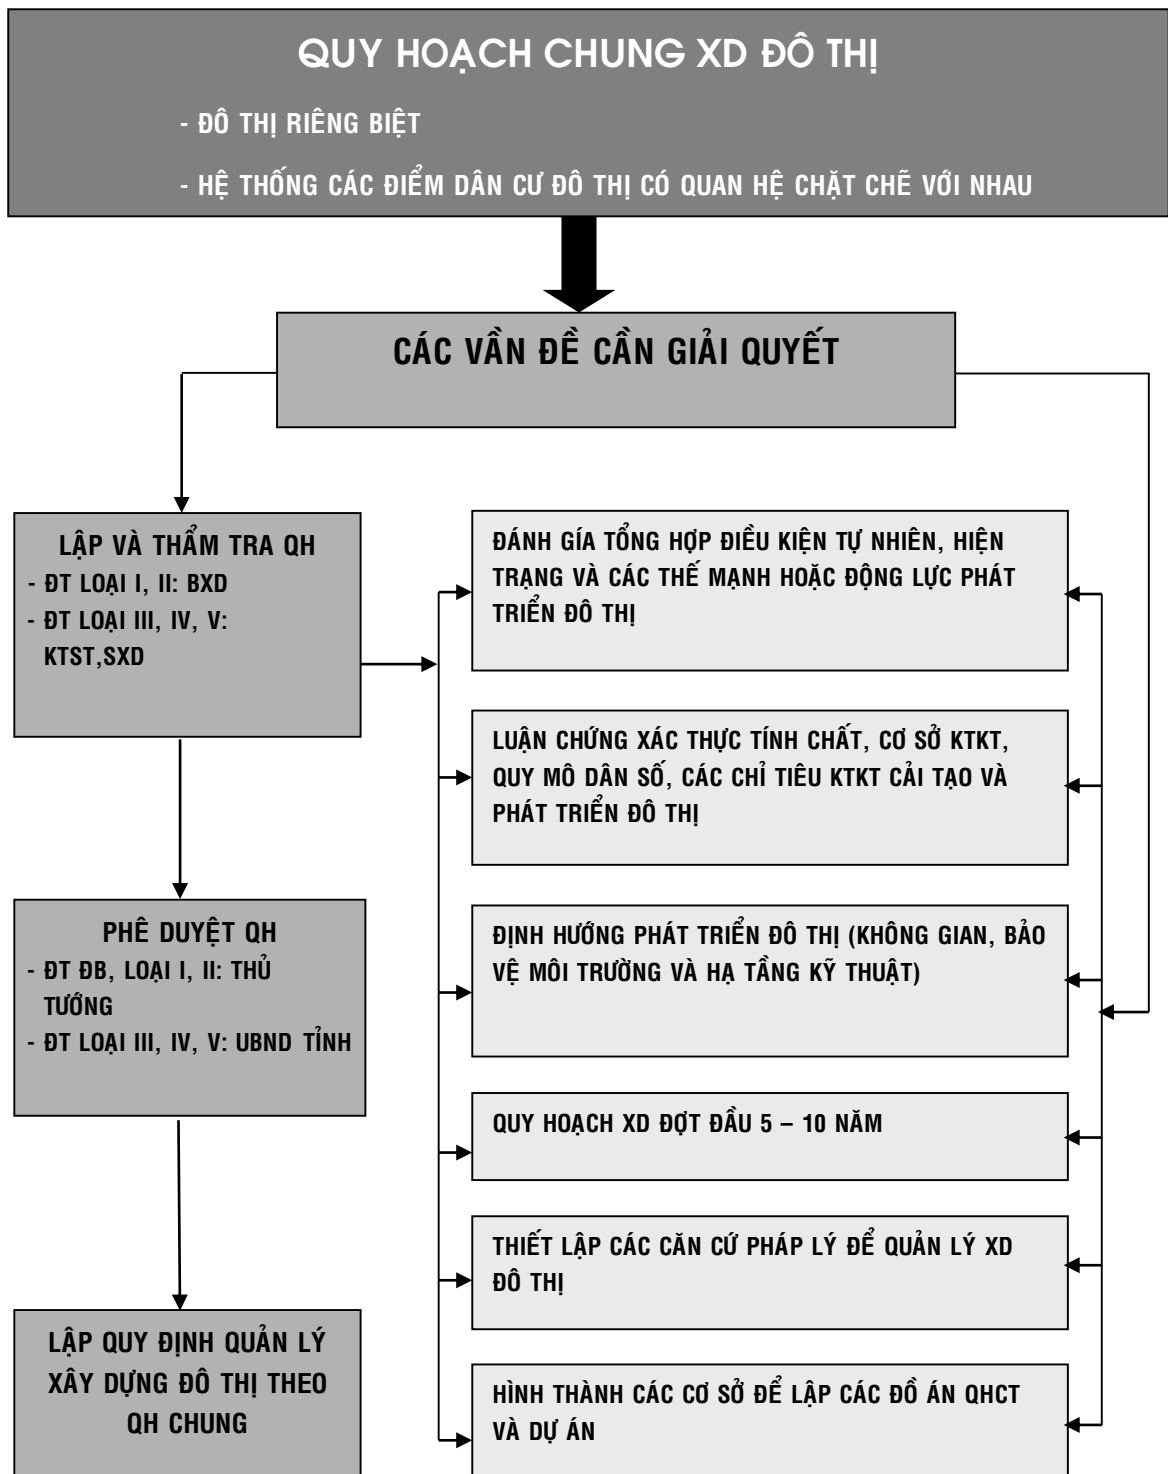 QUY HOẠCH CHUNG XD ĐÔ THỊ
- ĐÔ THỊ RIÊNG BIỆT
- HỆ THỐNG CÁC ĐIỂM DÂN CƯ ĐÔ THỊ CÓ QUAN HỆ CHẶT CHẼ VỚI NHAU
CÁC VẦN ĐỀ CẦN GIẢI QUYẾT
LẬP VÀ THẨM TRA QH
- ĐT LOẠI I, II: BXD
- ĐT LOẠI III, IV, V:
KTST,SXD
PHÊ DUYỆT QH
- ĐT ĐB, LOẠI I, II: THỦ
TƯỚNG
- ĐT LOẠI III, IV, V: UBND TỈNH
LẬP QUY ĐỊNH QUẢN LÝ
XÂY DỰNG ĐÔ THỊ THEO
QH CHUNG
ĐÁNH GÍA TỔNG HỢP ĐIỀU KIỆN TỰ NHIÊN, HIỆN
TRẠNG VÀ CÁC THẾ MẠNH HOẶC ĐỘNG LỰC PHÁT
TRIỂN ĐÔ THỊ
LUẬN CHỨNG XÁC THỰC TÍNH CHẤT, CƠ SỞ KTKT,
QUY MÔ DÂN SỐ, CÁC CHỈ TIÊU KTKT CẢI TẠO VÀ
PHÁT TRIỂN ĐÔ THỊ
ĐỊNH HƯỚNG PHÁT TRIỂN ĐÔ THỊ (KHÔNG GIAN, BẢO
VỆ MÔI TRƯỜNG VÀ HẠ TẦNG KỸ THUẬT)
QUY HOẠCH XD ĐỢT ĐẦU 5 – 10 NĂM
THIẾT LẬP CÁC CĂN CỨ PHÁP LÝ ĐỂ QUẢN LÝ XD
ĐÔ THỊ
HÌNH THÀNH CÁC CƠ SỞ ĐỂ LẬP CÁC ĐỒ ÁN QHCT
VÀ DỰ ÁN